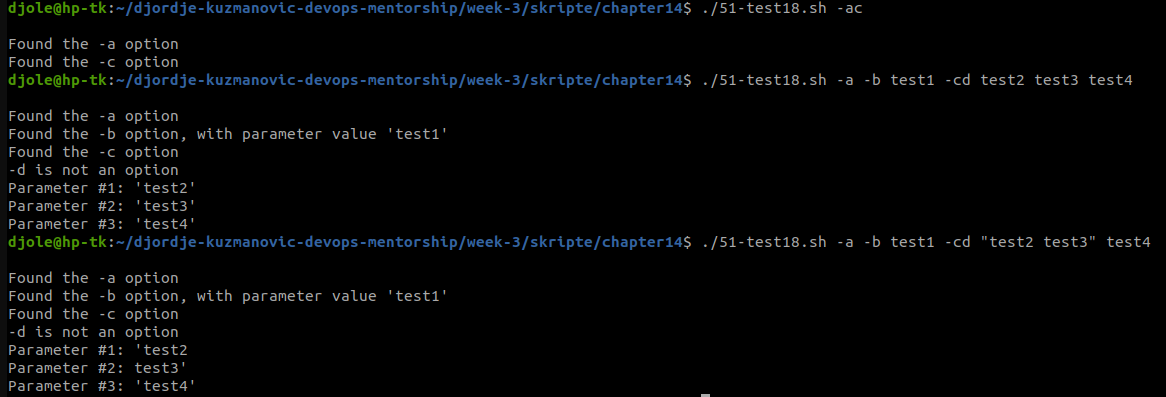 djole@hp-tk:~/djordje-kuzmanovic-devops-mentorship/week-3/skripte/chapter14$ ./51-test18.sh -ac
Found the -a option
Found the -c option
djole@hp-tk:~/djordje-kuzmanovic-devops-mentorship/week-3/skripte/chapter14$ ./51-test18.sh -a -b test1 -cd test2 test3 test4
Found the -a option
Found the -b option, with parameter value 'test1'
Found the -c option
-d is not an option
Parameter #1: 'test2'
Parameter #2: 'test3'
Parameter #3: 'test4'
djole@hp-tk:~/djordje-kuzmanovic-devops-mentorship/week-3/skripte/chapter14$ ./51-test18.sh -a -b test1 -cd "test2 test3" test4
Found the -a option
Found the -b option, with parameter value 'test1'
Found the -c option
-d is not an option
Parameter #1: 'test2
Parameter #2: test3'
Parameter #3: 'test4'